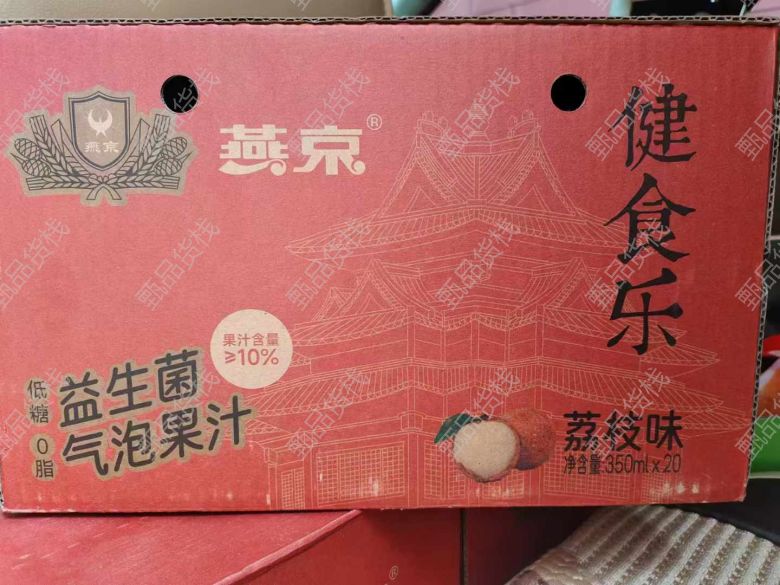 燕京
燕京®
健食乐
果汁含量
≥10%
低糖
0脂
益生菌
气泡果汁
荔枝味
净含量:350ml x 20
®
甄品货栈